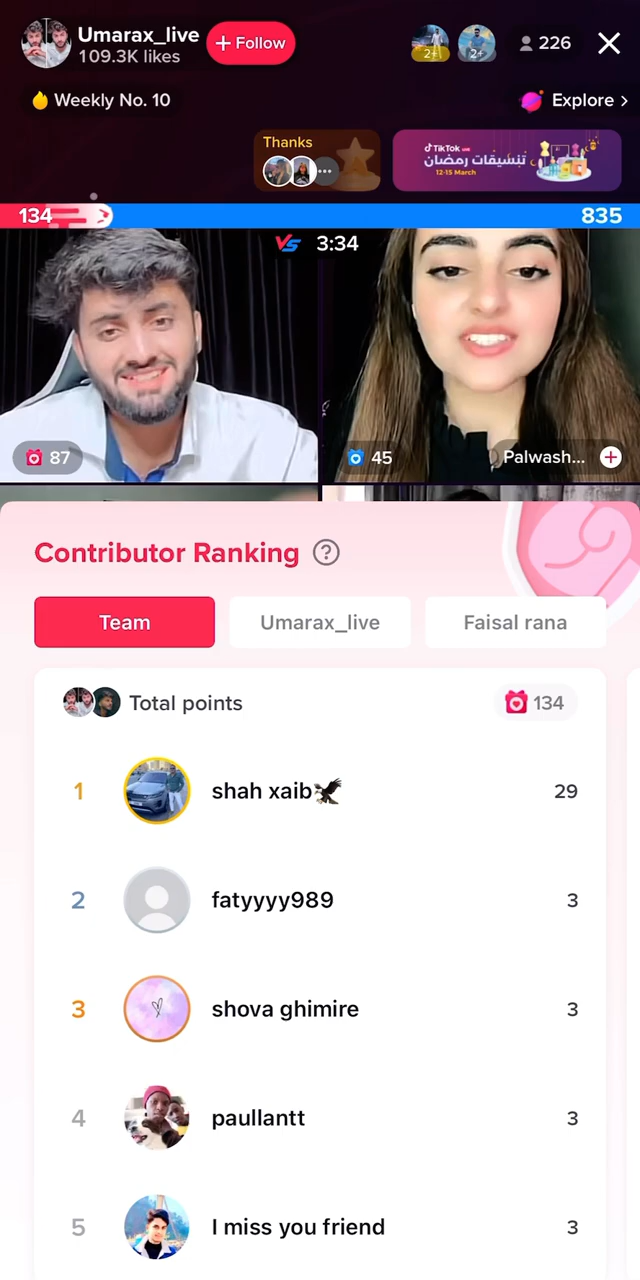 Umarax_live
109.3K likes
+ Follow
2+
2+
226
Weekly No. 10
Explore
Thanks
TikTok LIVE
تنسيقات رمضان
12-15 March
134
835
VS 3:34
87
45
Palwash...
Contributor Ranking ?
Team
Umarax_live
Faisal rana
Total points
134
1 shah xaib🦅 29
2 fatyyyy989 3
3 shova ghimire 3
4 paullantt 3
5 I miss you friend 3